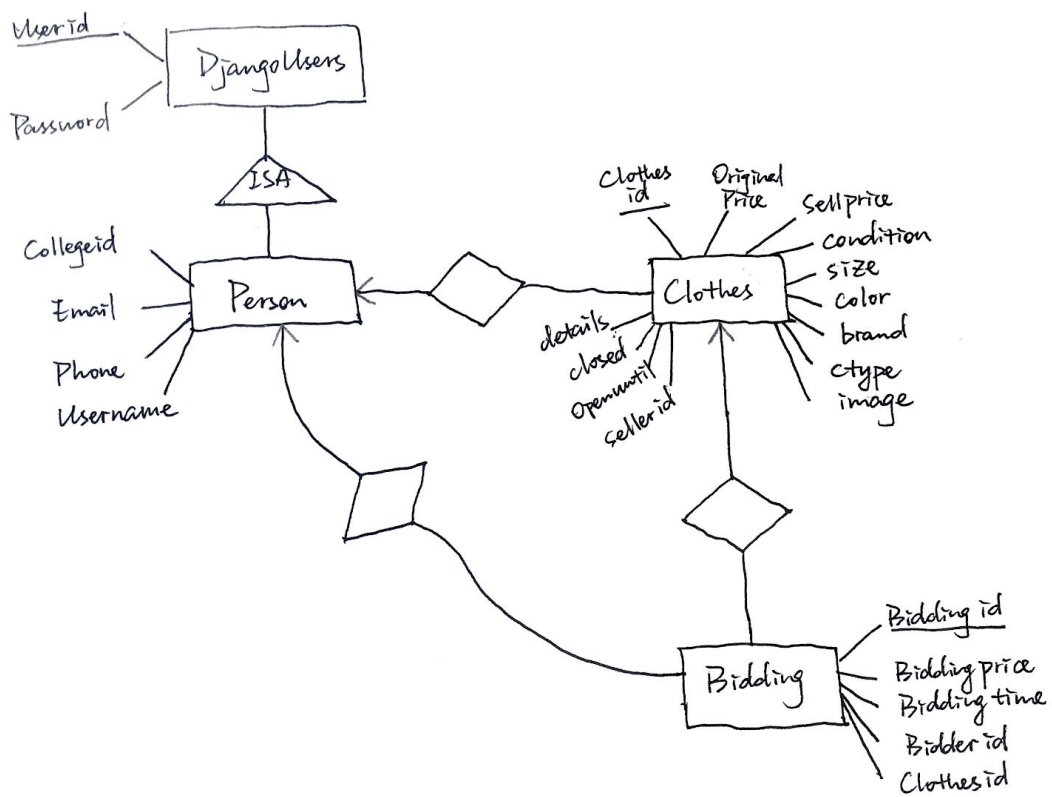 Userid
DjangoUsers
Password
ISA
Collegeid
Email
Phone
Username
Person
Clothes
id
Original
Price
Sellprice
condition
size
color
brand
ctype
image
Clothes
details
closed
Openuntil
sellerid
Bidding
Bidding id
Bidding price
Bidding time
Bidder id
Clothes id